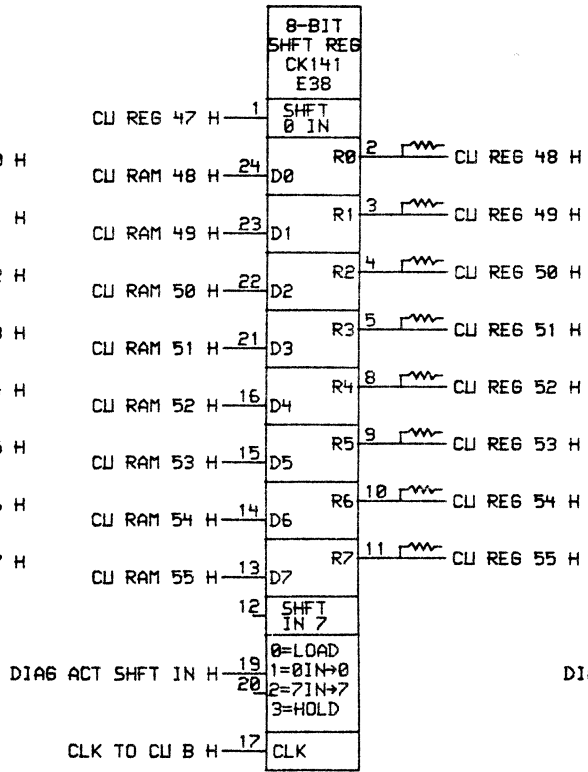 8-BIT
SHFT REG
CK141
E38
CU REG 47 H 1 SHFT
0 IN
0 H CU RAM 48 H 24 D0 R0 2 CU REG 48 H
H CU RAM 49 H 23 D1 R1 3 CU REG 49 H
2 H CU RAM 50 H 22 D2 R2 4 CU REG 50 H
H CU RAM 51 H 21 D3 R3 5 CU REG 51 H
H CU RAM 52 H 16 D4 R4 8 CU REG 52 H
H CU RAM 53 H 15 D5 R5 9 CU REG 53 H
H CU RAM 54 H 14 D6 R6 10 CU REG 54 H
H CU RAM 55 H 13 D7 R7 11 CU REG 55 H
12 SHFT
IN 7
0=LOAD
DIAG ACT SHFT IN H 19 1=0IN→0 DI
20 2=7IN→7
3=HOLD
CLK TO CU B H 17 CLK